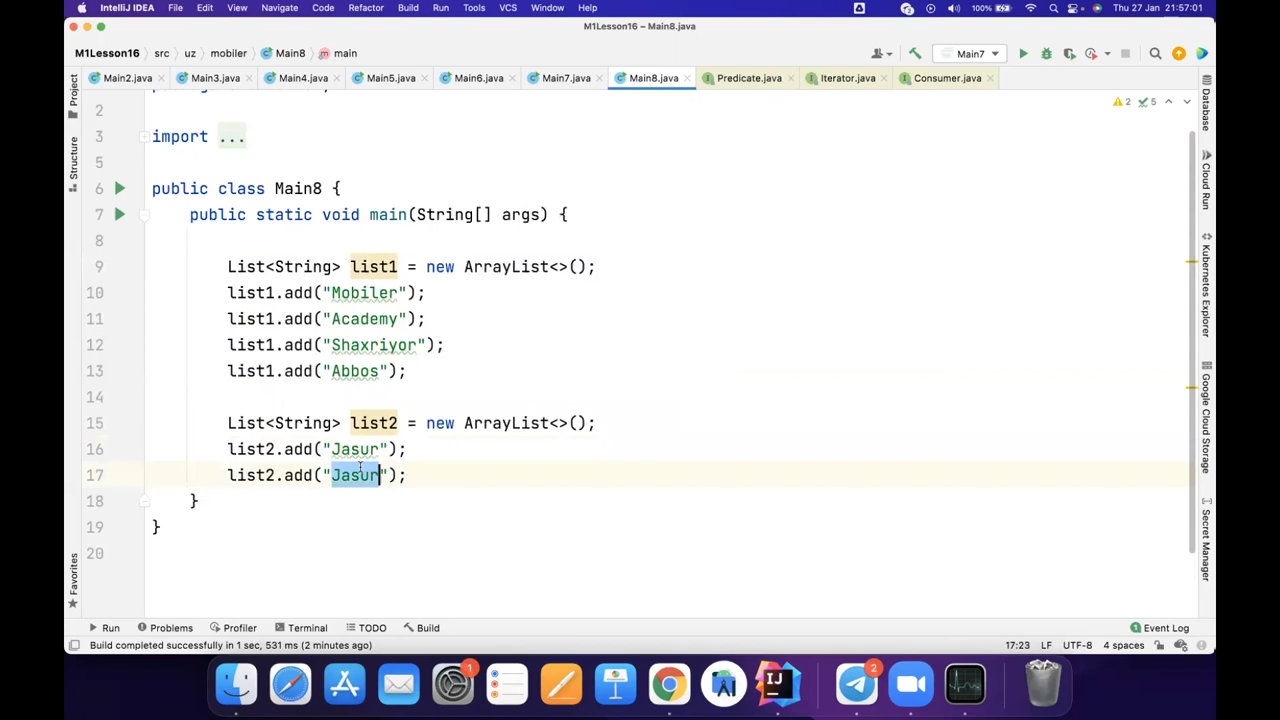 IntelliJ IDEA File Edit View Navigate Code Refactor Build Run Tools VCS Window Help 100% Thu 27 Jan 21:57:01
M1Lesson16 – Main8.java
M1Lesson16 src uz mobiler Main8 main Main7
Main2.java Main3.java Main4.java Main5.java Main6.java Main7.java Main8.java Predicate.java Iterator.java Consumer.java
2 5
2
3 import ...
5
6 public class Main8 {
7 public static void main(String[] args) {
8
9 List<String> list1 = new ArrayList<>();
10 list1.add("Mobiler");
11 list1.add("Academy");
12 list1.add("Shaxriyor");
13 list1.add("Abbos");
14
15 List<String> list2 = new ArrayList<>();
16 list2.add("Jasur");
17 list2.add("Jasur");
18 }
19 }
20
Project
Structure
Favorites
Database
Cloud Run
Kubernetes Explorer
Google Cloud Storage
Secret Manager
Run Problems Profiler Terminal TODO Build 1 Event Log
Build completed successfully in 1 sec, 531 ms (2 minutes ago) 17:23 LF UTF-8 4 spaces
1
IJ
2